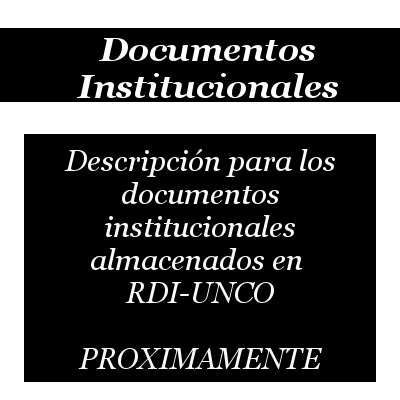 Documentos
Institucionales
Descripción para los
documentos
institucionales
almacenados en
RDI-UNCO
PROXIMAMENTE